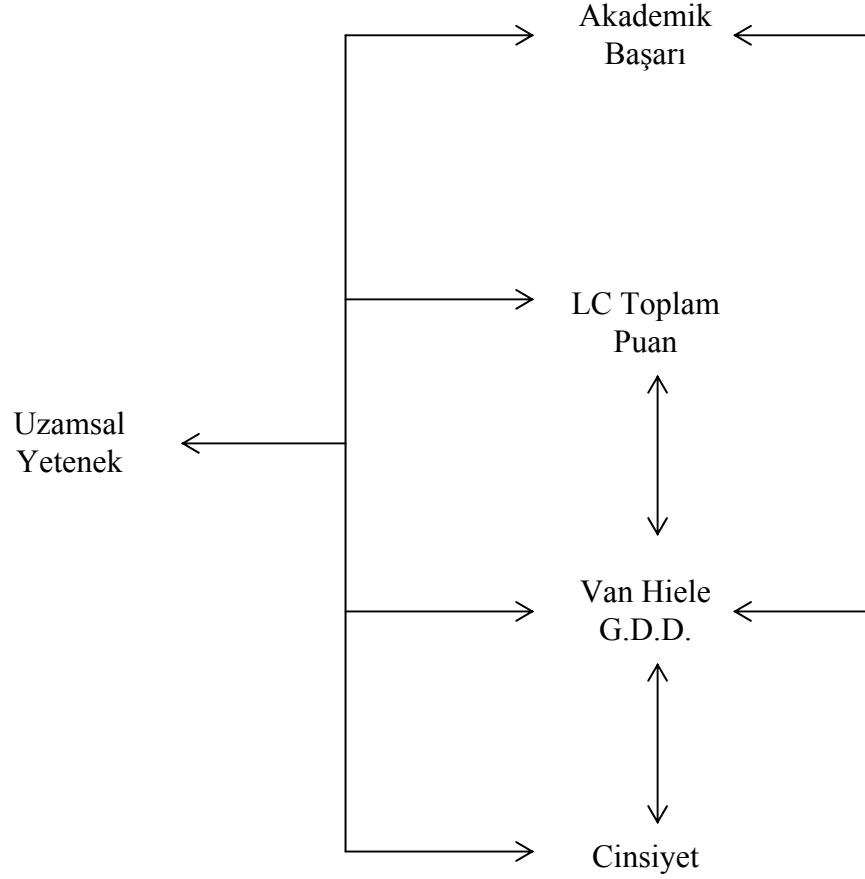 Akademik
Başarı
LC Toplam
Puan
Uzamsal
Yetenek
Van Hiele
G.D.D.
Cinsiyet